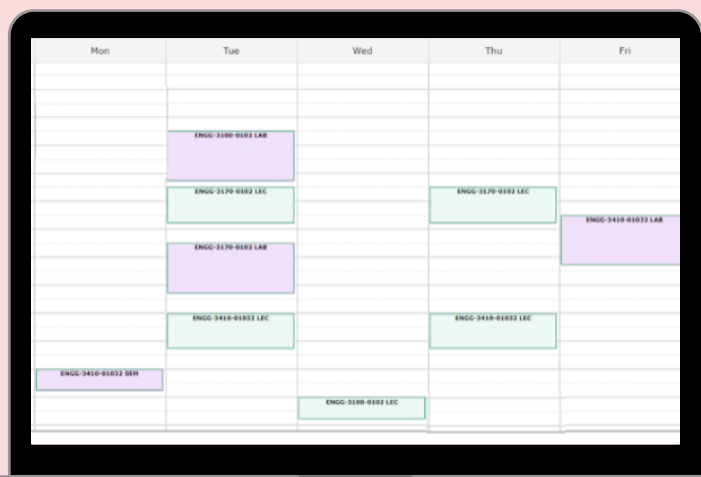 Mon Tue Wed Thu Fri
ENGG-3100-0102 LAB
ENGG-3170-0102 LEC ENGG-3170-0102 LEC
ENGG-3410-01032 LAB
ENGG-3170-0102 LAB
ENGG-3410-01032 LEC ENGG-3410-01032 LEC
ENGG-3410-01032 SEM
ENGG-3100-0102 LEC